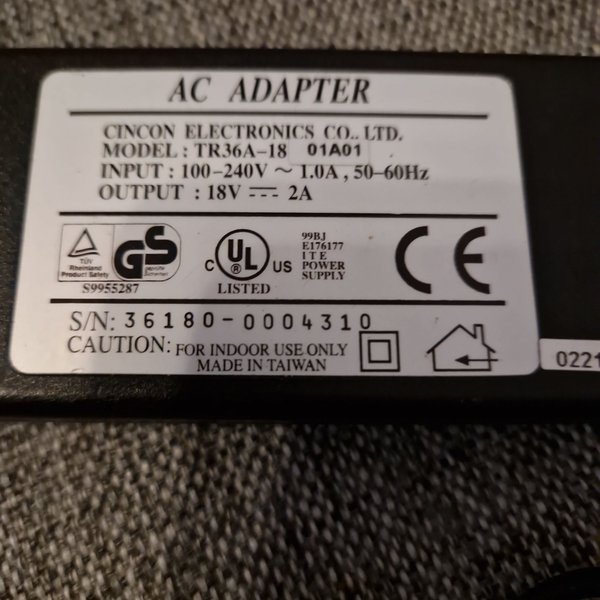 AC ADAPTER
CINCON ELECTRONICS CO., LTD.
MODEL : TR36A-18 01A01
INPUT : 100-240V ~ 1.0A , 50-60Hz
OUTPUT : 18V ⎓ 2A
TÜV
Rheinland
Product Safety
S9955287
GS
geprüfte
Sicherheit
C UL US
®
LISTED
99BJ
E176177
I T E
POWER
SUPPLY
CE
S/N: 36180-0004310
CAUTION: FOR INDOOR USE ONLY
MADE IN TAIWAN
0221